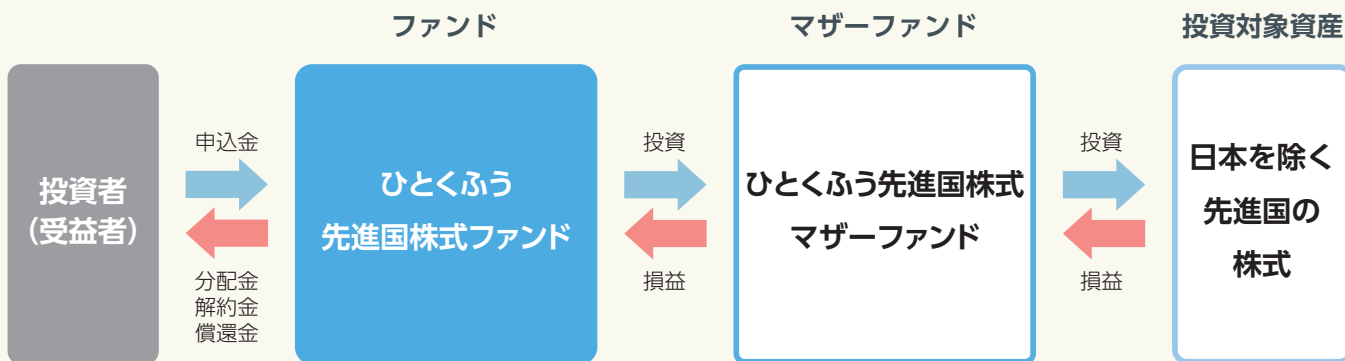 ファンド
マザーファンド
投資対象資産
投資者
(受益者)
申込金
分配金
解約金
償還金
ひとくふう
先進国株式ファンド
投資
損益
ひとくふう先進国株式
マザーファンド
投資
損益
日本を除く
先進国の
株式